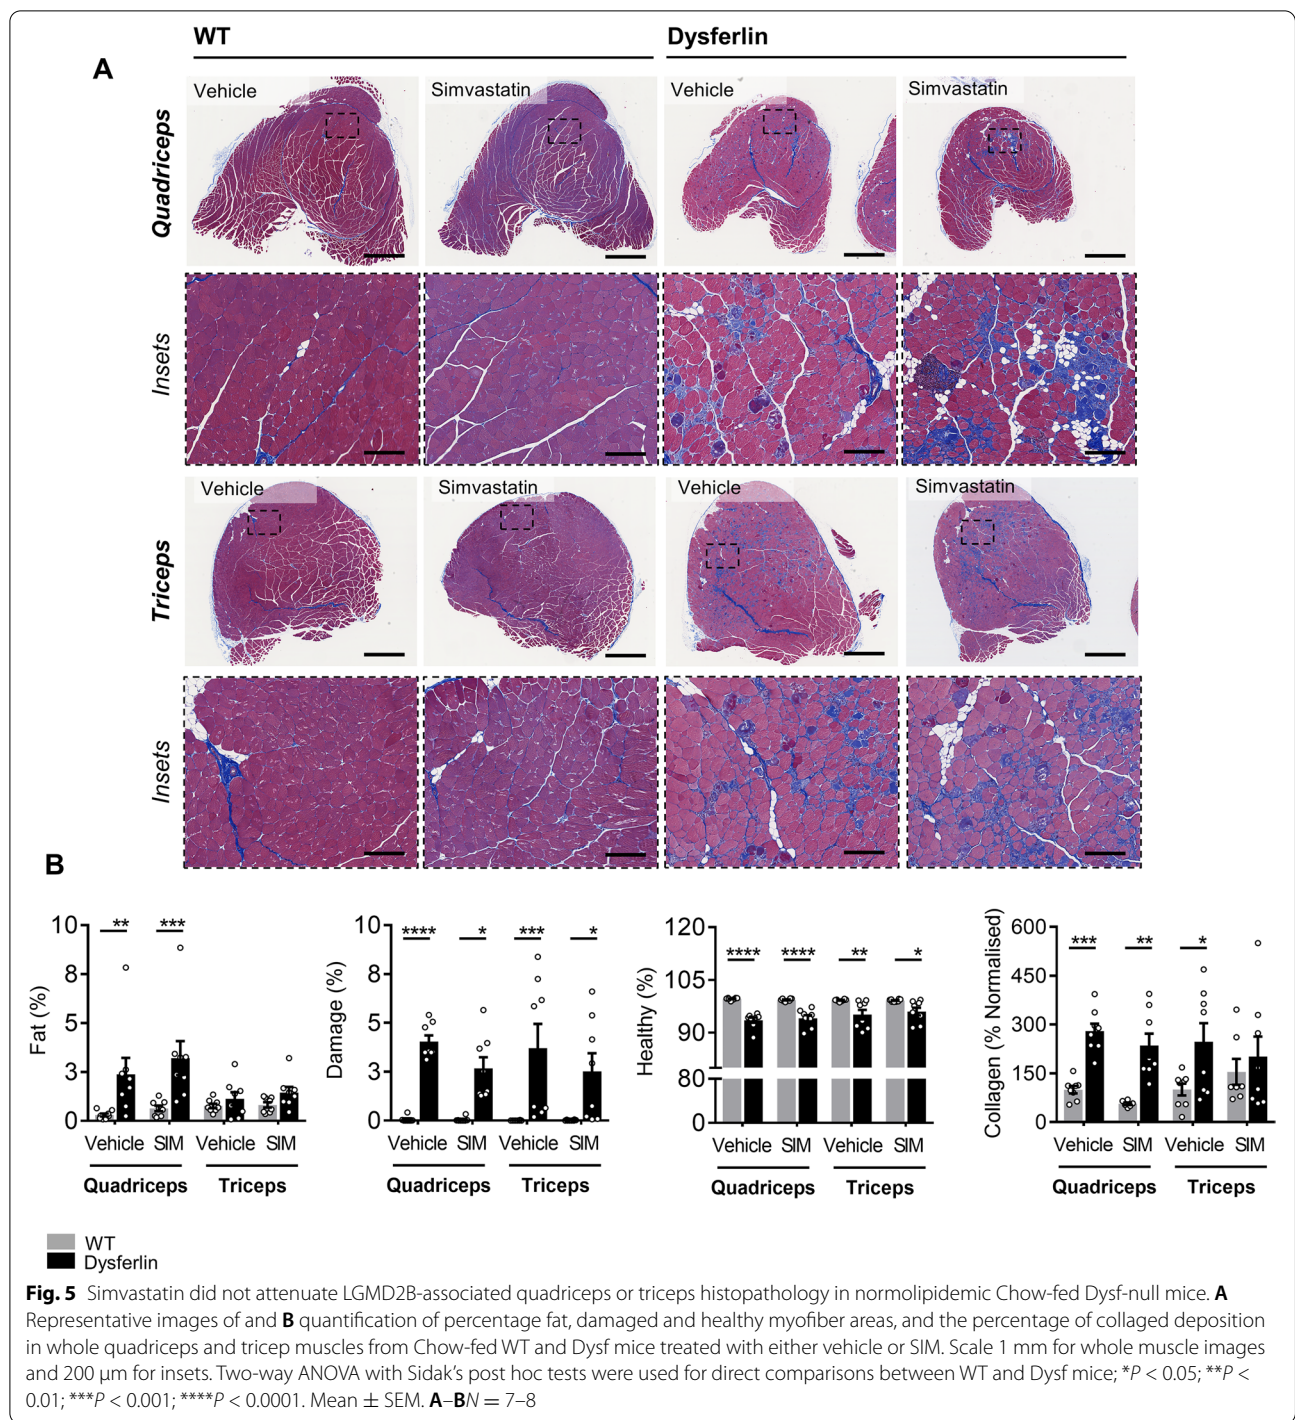 WT Dysferlin
A
Quadriceps
Vehicle Simvastatin Vehicle Simvastatin
Insets
Triceps
Vehicle Simvastatin Vehicle Simvastatin
Insets
B
Fat (%)
10
8
5
3
0
** ***
Vehicle SIM Vehicle SIM
Quadriceps Triceps
Damage (%)
10
8
5
3
0
**** * *** *
Vehicle SIM Vehicle SIM
Quadriceps Triceps
Healthy (%)
120
105
90
80
0
**** **** ** *
Vehicle SIM Vehicle SIM
Quadriceps Triceps
Collagen (% Normalised)
600
450
300
150
0
*** ** *
Vehicle SIM Vehicle SIM
Quadriceps Triceps
WT
Dysferlin
Fig. 5 Simvastatin did not attenuate LGMD2B-associated quadriceps or triceps histopathology in normolipidemic Chow-fed Dysf-null mice. A
Representative images of and B quantification of percentage fat, damaged and healthy myofiber areas, and the percentage of collaged deposition
in whole quadriceps and tricep muscles from Chow-fed WT and Dysf mice treated with either vehicle or SIM. Scale 1 mm for whole muscle images
and 200 µm for insets. Two-way ANOVA with Sidak's post hoc tests were used for direct comparisons between WT and Dysf mice; *P < 0.05; **P <
0.01; ***P < 0.001; ****P < 0.0001. Mean ± SEM. A–BN = 7–8